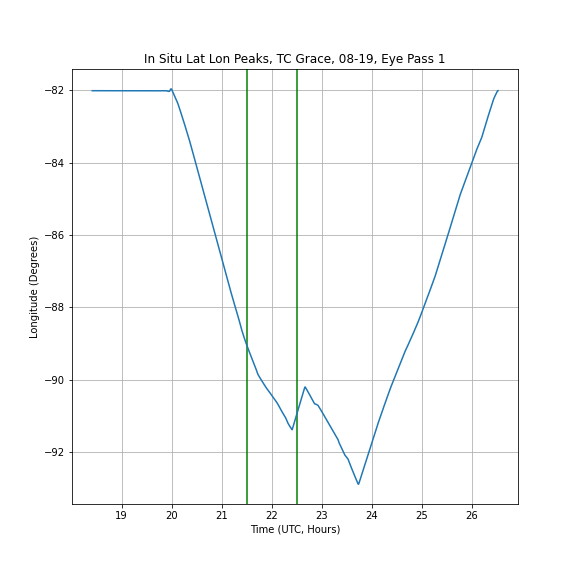 In Situ Lat Lon Peaks, TC Grace, 08-19, Eye Pass 1
−82
−84
−86
−88
−90
−92
Longitude (Degrees)
19 20 21 22 23 24 25 26
Time (UTC, Hours)